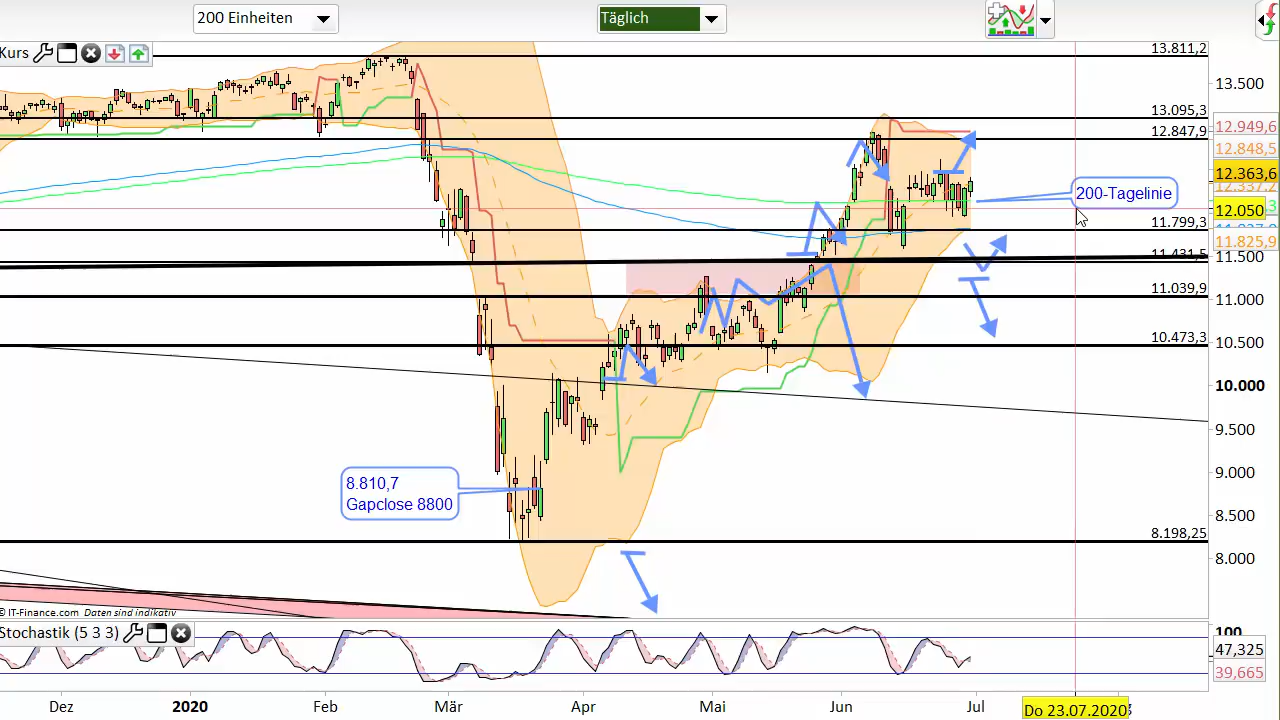 200 Einheiten
Täglich
Kurs
13.811,2
13.500
13.095,3
12.949,6
12.847,9
12.848,5
12.363,6
200-Tagelinie
12.050
11.799,3
11.825,9
11.431,5
11.500
11.039,9
11.000
10.473,3
10.500
10.000
9.500
8.810,7
Gapclose 8800
9.000
8.500
8.198,25
8.000
© IT-Finance.com Daten sind indikativ
Stochastik (5 3 3)
100
47,325
39,665
Dez
2020
Feb
Mär
Apr
Mai
Jun
Jul
Do 23.07.2020